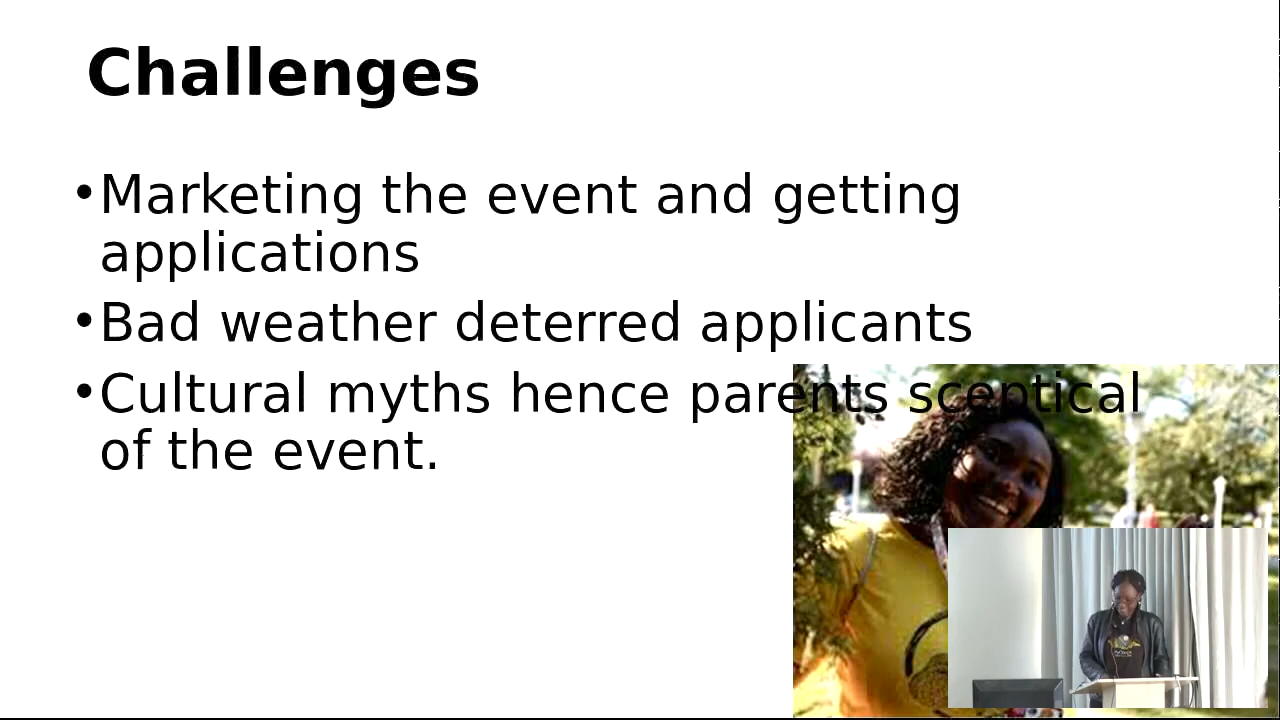 Challenges
•Marketing the event and getting
applications
•Bad weather deterred applicants
•Cultural myths hence parents sceptical
of the event.